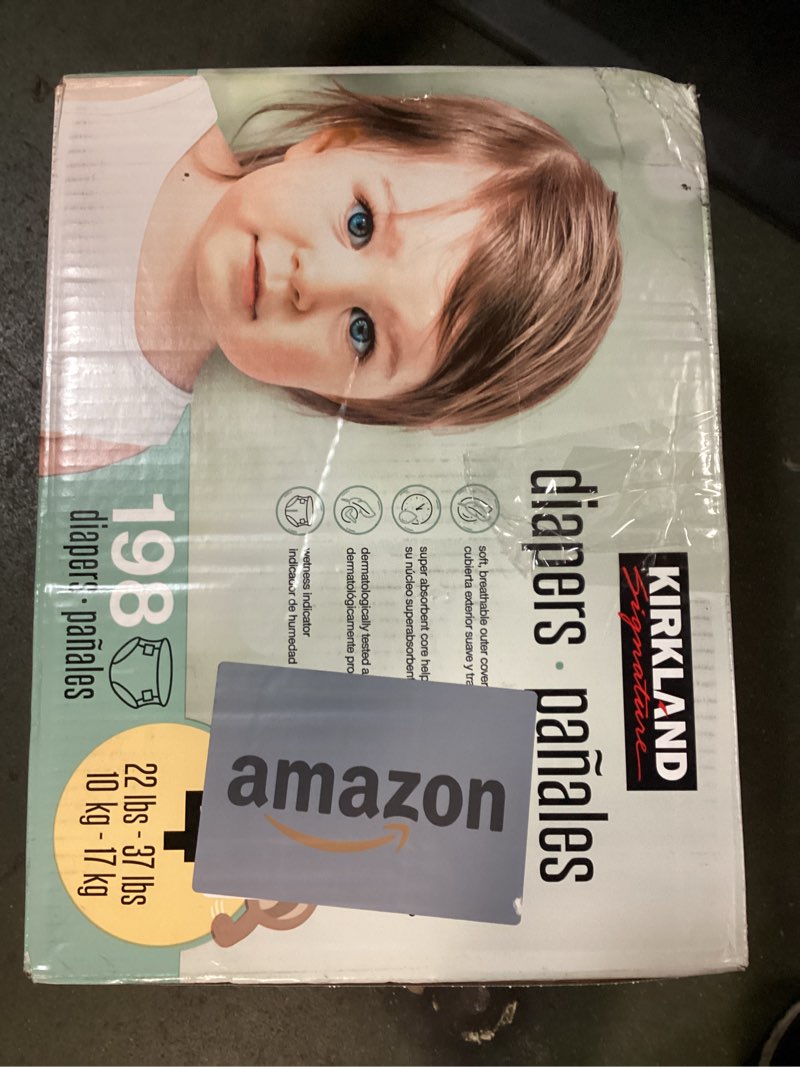 KIRKLAND
Signature
diapers • pañales
soft, breathable outer cover
cubierta exterior suave y
super absorbent core
su núcleo
dermatologically tested
dermatológicamente
wetness indicator
indicador de humedad
amazon
198
diapers • pañales
22 lbs - 37 lbs
10 kg - 17 kg